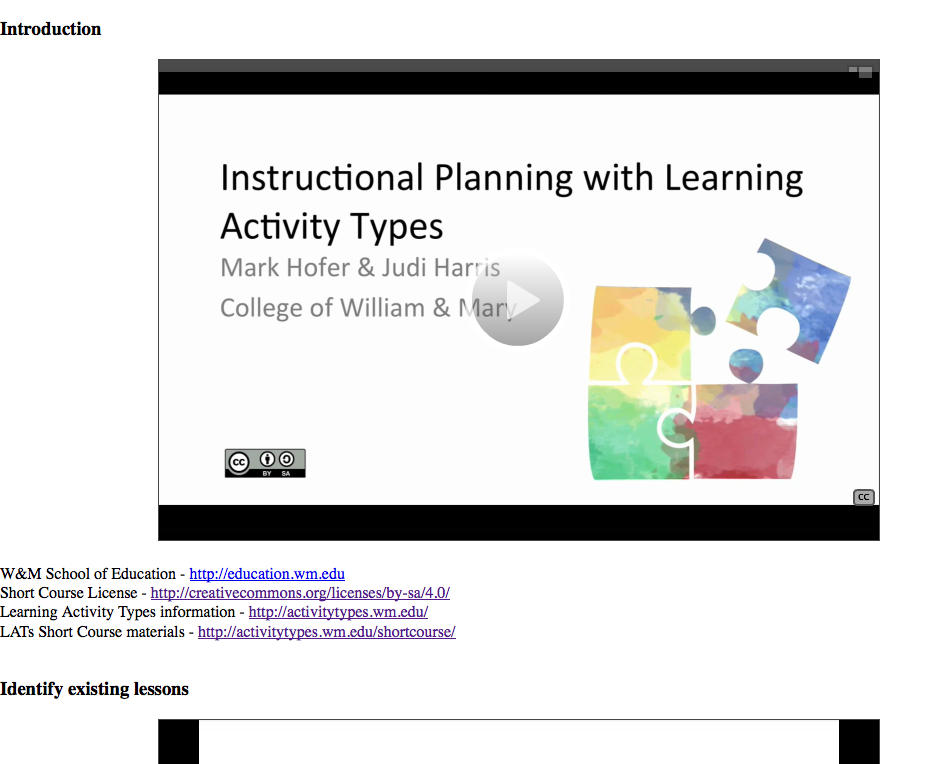 Introduction
Instructional Planning with Learning
Activity Types
Mark Hofer & Judi Harris
College of William & Mary
cc
BY SA
CC
W&M School of Education - http://education.wm.edu
Short Course License - http://creativecommons.org/licenses/by-sa/4.0/
Learning Activity Types information - http://activitytypes.wm.edu/
LATs Short Course materials - http://activitytypes.wm.edu/shortcourse/
Identify existing lessons